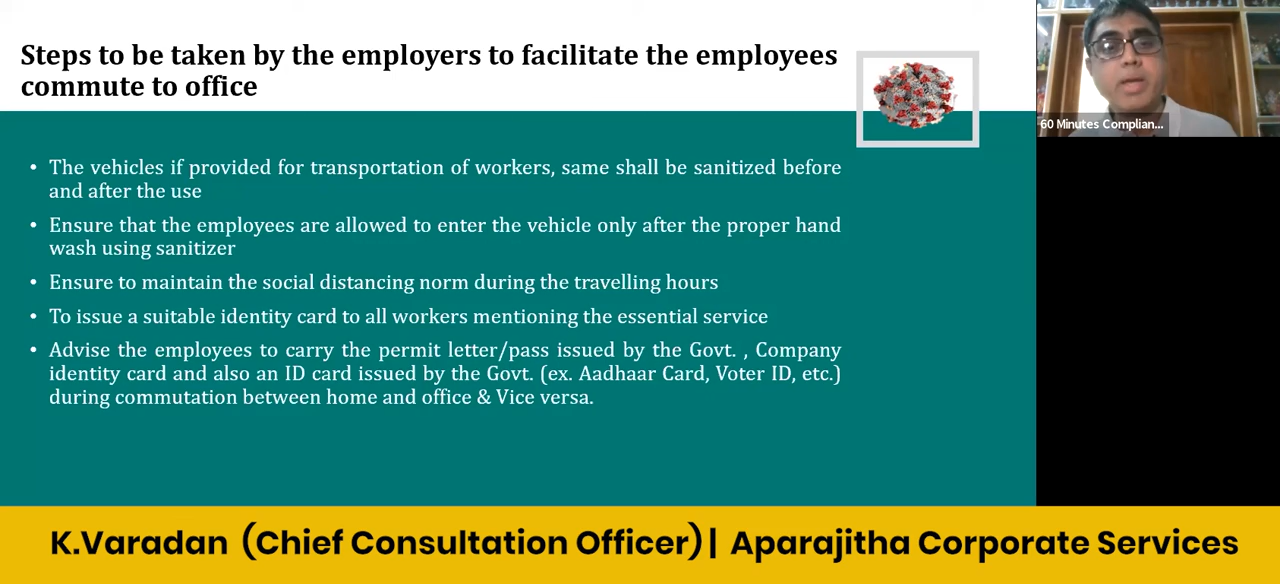 Steps to be taken by the employers to facilitate the employees
commute to office
60 Minutes Complian...
• The vehicles if provided for transportation of workers, same shall be sanitized before
and after the use
• Ensure that the employees are allowed to enter the vehicle only after the proper hand
wash using sanitizer
• Ensure to maintain the social distancing norm during the travelling hours
• To issue a suitable identity card to all workers mentioning the essential service
• Advise the employees to carry the permit letter/pass issued by the Govt. , Company
identity card and also an ID card issued by the Govt. (ex. Aadhaar Card, Voter ID, etc.)
during commutation between home and office & Vice versa.
K.Varadan (Chief Consultation Officer) | Aparajitha Corporate Services